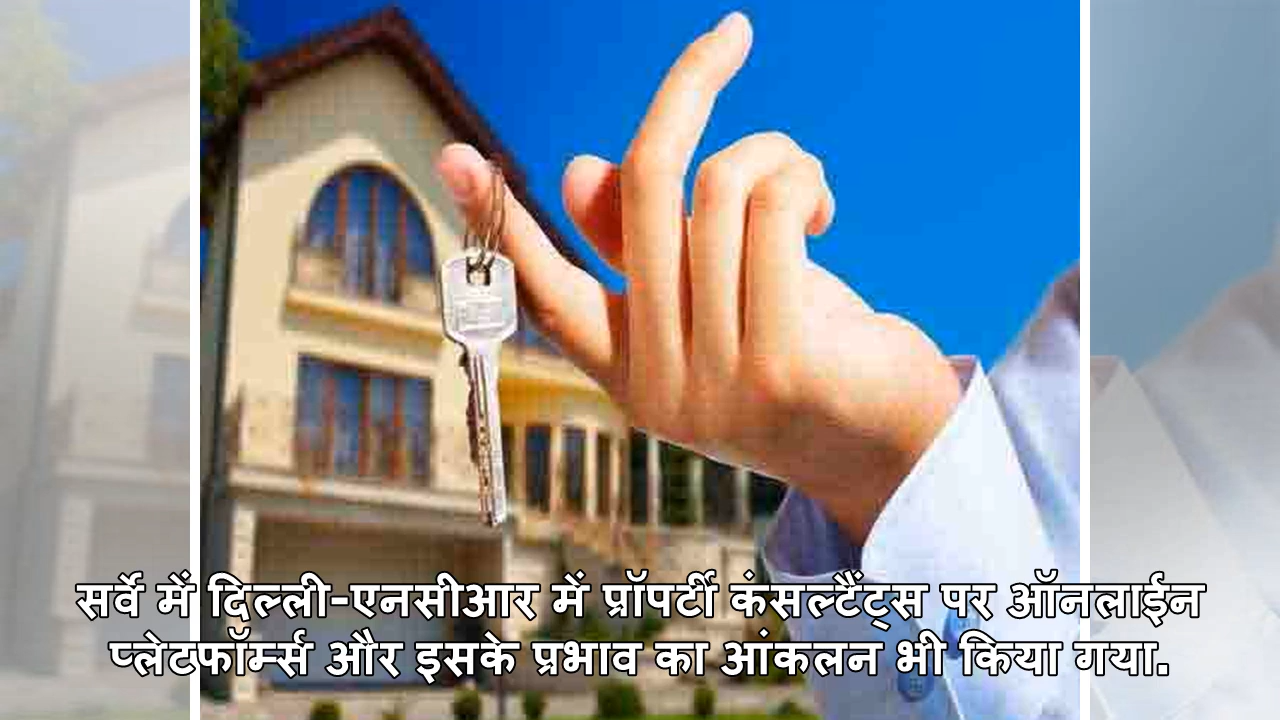 सर्वे में दिल्ली-एनसीआर में प्रॉपर्टी कंसल्टैंट्स पर ऑनलाईन
प्लेटफॉर्म्स और इसके प्रभाव का आंकलन भी किया गया.